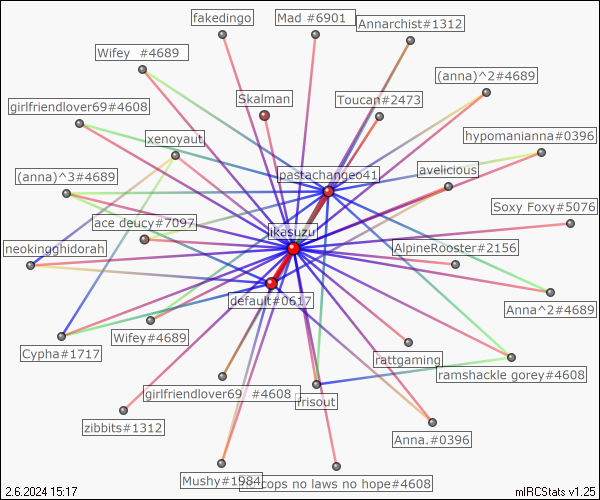 fakedingo
Mad #6901
Annarchist#1312
Wifey #4689
(anna)^2#4689
girlfriendlover69#4608
Skalman
Toucan#2473
xenoyaut
hypomanianna#0396
(anna)^3#4689
pastachangeo41
avelicious
ace deucy#7097
likasuzu
Soxy Foxy#5076
neokingghidorah
AlpineRooster#2156
default#0617
Anna^2#4689
Cypha#1717
Wifey#4689
rattgaming
ramshackle gorey#4608
girlfriendlover69 #4608
frisout
zibbits#1312
Anna.#0396
Mushy#1984
cops no laws no hope#4608
2.6.2024 15:17
mIRCStats v1.25